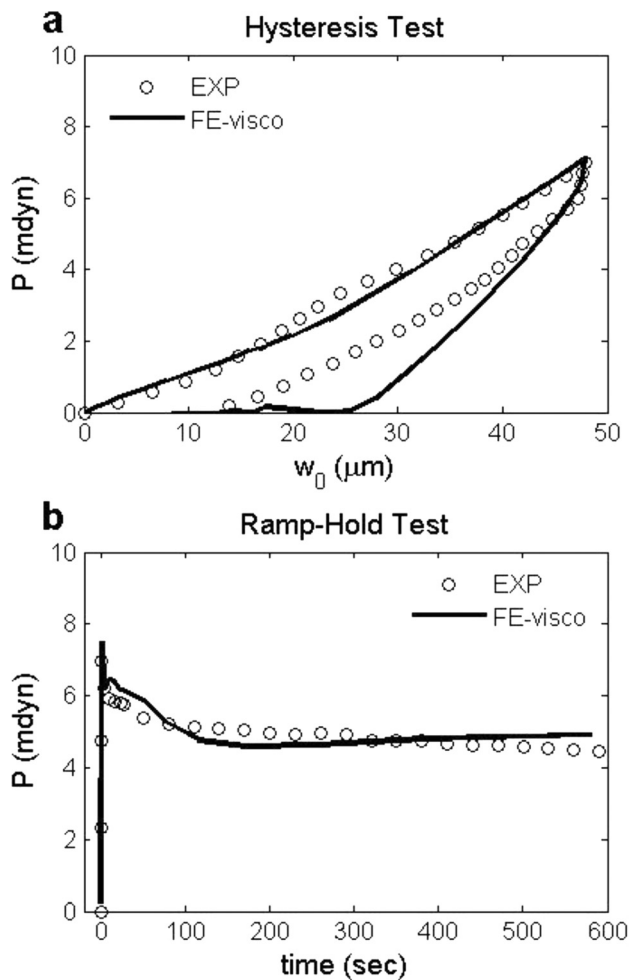 a
Hysteresis Test
10
8
6
4
2
0
P (mdyn)
EXP
FE-visco
0 10 20 30 40 50
w₀ (μm)
b
Ramp-Hold Test
10
8
6
4
2
0
P (mdyn)
EXP
FE-visco
0 100 200 300 400 500 600
time (sec)